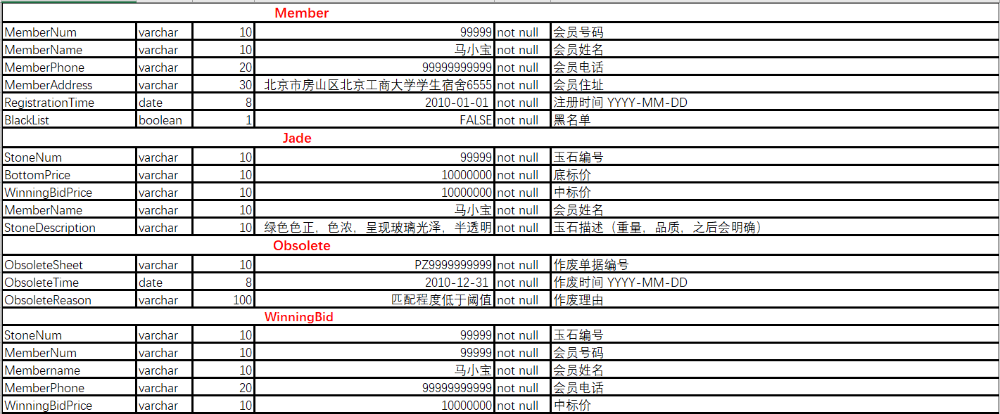 Member
MemberNum varchar 10 99999 not null 会员号码
MemberName varchar 10 马小宝 not null 会员姓名
MemberPhone varchar 20 99999999999 not null 会员电话
MemberAddress varchar 30 北京市房山区北京工商大学学生宿舍6555 not null 会员住址
RegistrationTime date 8 2010-01-01 not null 注册时间 YYYY-MM-DD
BlackList boolean 1 FALSE not null 黑名单
Jade
StoneNum varchar 10 99999 not null 玉石编号
BottomPrice varchar 10 10000000 not null 底标价
WinningBidPrice varchar 10 10000000 not null 中标价
MemberName varchar 10 马小宝 not null 会员姓名
StoneDescription varchar 10 绿色色正，色浓，呈现玻璃光泽，半透明 not null 玉石描述（重量，品质，之后会明确）
Obsolete
ObsoleteSheet varchar 10 PZ9999999999 not null 作废单据编号
ObsoleteTime date 8 2010-12-31 not null 作废时间 YYYY-MM-DD
ObsoleteReason varchar 100 匹配程度低于阈值 not null 作废理由
WinningBid
StoneNum varchar 10 99999 not null 玉石编号
MemberNum varchar 10 99999 not null 会员号码
Membername varchar 10 马小宝 not null 会员姓名
MemberPhone varchar 20 99999999999 not null 会员电话
WinningBidPrice varchar 10 10000000 not null 中标价